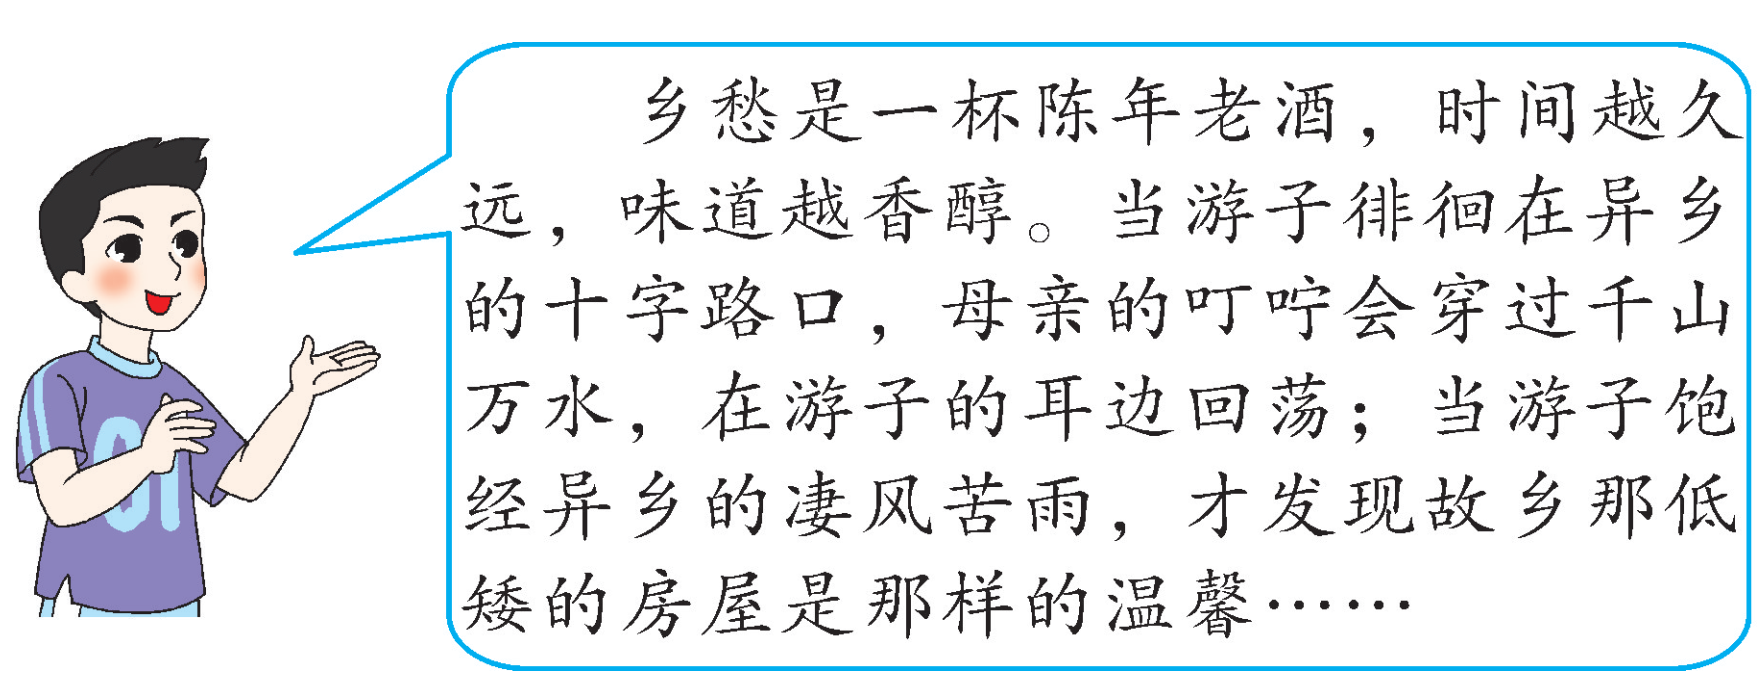 乡愁是一杯陈年老酒，时间越久
远，味道越香醇。当游子徘徊在异乡
的十字路口，母亲的叮咛会穿过千山
万水，在游子的耳边回荡；当游子饱
经异乡的凄风苦雨，才发现故乡那低
矮的房屋是那样的温馨……